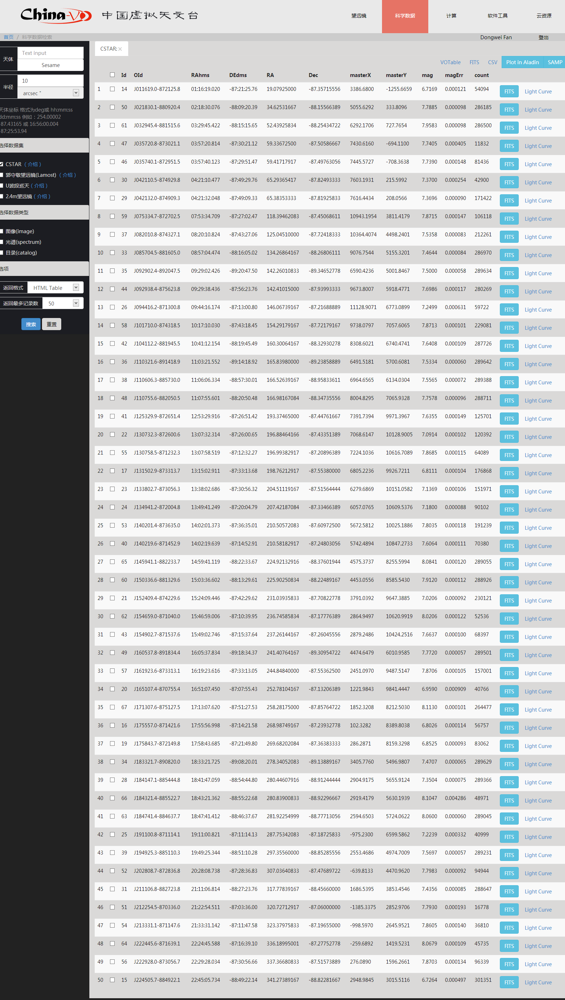 China-VO 中国虚拟天文台
望远镜 科学数据 计算 软件工具 云资源
首页 / 科学数据检索 Dongwei Fan 登出
天体 Text input
Sesame
半径 10
arcsec "
天体坐标 格式为deg或 hh:mm:ss
dd:mm:ss 例如：254.00002
-87.43165 或 16:56:00.004
-87:25:53.94
选择数据集
CSTAR（介绍）
郭守敬望远镜(Lamost)（介绍）
U波段巡天（介绍）
2.4m望远镜（介绍）
选择数据类型
图像(image)
光谱(spectrum)
目录(catalog)
选项
返回格式 HTML Table
返回最多记录数 50
搜索 重置
CSTAR: ×
VOTable FITS CSV Plot in Aladin SAMP
Id OId RAhms DEdms RA Dec masterX masterY mag magErr count
1 14 J011619.0-872125.8 01:16:19.020 -87:21:25.76 19.07925000 -87.35715556 3386.6800 -1255.6659 6.7169 0.000121 54094 FITS Light Curve
2 50 J021830.1-880920.4 02:18:30.076 -88:09:20.39 34.62531667 -88.15566389 5055.6292 333.8096 7.7885 0.000098 286185 FITS Light Curve
3 61 J032945.4-881515.6 03:29:45.422 -88:15:15.65 52.43925834 -88.25434722 6292.1706 727.7654 7.9583 0.000098 286500 FITS Light Curve
4 47 J035720.8-873021.1 03:57:20.814 -87:30:21.12 59.33672500 -87.50586667 7430.6160 -694.1100 7.7405 0.000405 11832 FITS Light Curve
5 46 J035740.1-872951.5 03:57:40.123 -87:29:51.47 59.41717917 -87.49763056 7445.5727 -708.3638 7.7390 0.000148 81436 FITS Light Curve
6 30 J042110.5-874929.8 04:21:10.477 -87:49:29.76 65.29365417 -87.82493333 7603.1931 215.5992 7.3700 0.000254 42900 FITS Light Curve
7 29 J042132.0-874909.3 04:21:32.048 -87:49:09.33 65.38353333 -87.81925833 7616.4434 208.0566 7.3696 0.000090 171422 FITS Light Curve
8 59 J075334.7-872702.5 07:53:34.709 -87:27:02.47 118.39462083 -87.45068611 10943.1954 3811.4179 7.8715 0.000147 106118 FITS Light Curve
9 37 J082010.8-874327.1 08:20:10.824 -87:43:27.06 125.04510000 -87.72418333 10364.4074 4498.2401 7.5358 0.000083 212261 FITS Light Curve
10 33 J085704.5-881605.0 08:57:04.474 -88:16:05.02 134.26864167 -88.26806111 9076.7544 5155.3201 7.4644 0.000084 286970 FITS Light Curve
11 35 J092902.4-892047.5 09:29:02.426 -89:20:47.50 142.26010833 -89.34652778 6590.4236 5001.8467 7.5000 0.000058 289634 FITS Light Curve
12 44 J092938.4-875623.8 09:29:38.436 -87:56:23.76 142.41015000 -87.93993333 9673.8007 5918.4771 7.6986 0.000117 280269 FITS Light Curve
13 26 J094416.2-871300.8 09:44:16.174 -87:13:00.80 146.06739167 -87.21688889 11128.9071 6773.0899 7.2499 0.000631 59722 FITS Light Curve
14 58 J101710.0-874318.5 10:17:10.030 -87:43:18.45 154.29179167 -87.72179167 9738.0797 7057.6065 7.8713 0.000101 229081 FITS Light Curve
15 42 J104112.2-881945.5 10:41:12.154 -88:19:45.49 160.30064167 -88.32930278 8308.6021 6740.4741 7.6408 0.000109 287726 FITS Light Curve
16 36 J110321.6-891418.9 11:03:21.552 -89:14:18.92 165.83980000 -89.23858889 6491.5181 5700.6081 7.5334 0.000060 289642 FITS Light Curve
17 38 J110606.3-885730.0 11:06:06.334 -88:57:30.01 166.52639167 -88.95833611 6964.6565 6134.0304 7.5565 0.000072 289388 FITS Light Curve
18 48 J110755.6-882050.5 11:07:55.601 -88:20:50.48 166.98167084 -88.34735556 8004.8295 7065.9328 7.7578 0.000096 288711 FITS Light Curve
19 41 J125329.9-872651.4 12:53:29.916 -87:26:51.42 193.37465000 -87.44761667 7391.7394 9971.3967 7.6355 0.000149 125701 FITS Light Curve
20 22 J130732.3-872600.6 13:07:32.314 -87:26:00.65 196.88464166 -87.43351389 7068.6147 10128.9005 7.0914 0.000102 120392 FITS Light Curve
21 55 J130758.5-871232.3 13:07:58.519 -87:12:32.27 196.99382917 -87.20896389 7224.1036 10616.7089 7.8685 0.000115 64089 FITS Light Curve
22 17 J131502.9-873313.7 13:15:02.911 -87:33:13.68 198.76212917 -87.55380000 6805.2236 9926.7211 6.8111 0.000104 176868 FITS Light Curve
23 23 J133802.7-873056.3 13:38:02.686 -87:30:56.32 204.51119167 -87.51564444 6279.6869 10151.0582 7.1369 0.000106 151971 FITS Light Curve
24 24 J134941.2-872004.8 13:49:41.249 -87:20:04.79 207.42187084 -87.33466389 6057.0765 10609.5376 7.1800 0.000088 90102 FITS Light Curve
25 53 J140201.4-873635.0 14:02:01.373 -87:36:35.01 210.50572083 -87.60972500 5672.5812 10025.1886 7.8035 0.000118 191239 FITS Light Curve
26 40 J140219.6-871452.9 14:02:19.639 -87:14:52.91 210.58182917 -87.24803056 5742.4894 10847.2733 7.6064 0.000111 70380 FITS Light Curve
27 65 J145941.1-882233.7 14:59:41.119 -88:22:33.67 224.92132916 -88.37601944 4575.3737 8255.5994 8.0841 0.000120 289055 FITS Light Curve
28 60 J150336.6-881329.6 15:03:36.602 -88:13:29.61 225.90250834 -88.22489167 4453.0556 8585.5430 7.9120 0.000112 288926 FITS Light Curve
29 21 J152409.4-874229.6 15:24:09.446 -87:42:29.62 231.03935833 -87.70822778 3791.0392 9647.3885 7.0206 0.000092 230121 FITS Light Curve
30 62 J154659.0-871040.0 15:46:59.006 -87:10:39.95 236.74585834 -87.17776389 2864.9497 10620.9919 8.0206 0.000122 52536 FITS Light Curve
31 43 J154902.7-871537.6 15:49:02.746 -87:15:37.64 237.26144167 -87.26045556 2879.2486 10424.2516 7.6637 0.000100 68397 FITS Light Curve
32 49 J160537.8-891834.4 16:05:37.834 -89:18:34.37 241.40764167 -89.30954722 4474.6479 6010.9585 7.7720 0.000057 289501 FITS Light Curve
33 57 J161923.6-873313.1 16:19:23.616 -87:33:13.05 244.84840000 -87.55362500 2451.0970 9487.5147 7.8706 0.000105 157001 FITS Light Curve
34 20 J165107.4-870755.4 16:51:07.450 -87:07:55.43 252.78104167 -87.13206389 1221.9843 9841.4447 6.9590 0.000909 40766 FITS Light Curve
35 67 J171307.6-875127.5 17:13:07.620 -87:51:27.53 258.28175000 -87.85764722 1852.3208 8212.5030 8.1130 0.000101 264477 FITS Light Curve
36 16 J175557.0-871421.6 17:55:56.998 -87:14:21.58 268.98749167 -87.23932778 102.3282 8389.8038 6.8026 0.000114 56757 FITS Light Curve
37 19 J175843.7-872149.8 17:58:43.685 -87:21:49.80 269.68202084 -87.36383333 286.2871 8159.3298 6.8525 0.000093 83062 FITS Light Curve
38 34 J183321.7-890820.0 18:33:21.725 -89:08:20.01 278.34052083 -89.13889167 3405.7760 5496.9807 7.4707 0.000065 289629 FITS Light Curve
39 28 J184147.1-885444.8 18:41:47.059 -88:54:44.80 280.44607916 -88.91244444 2904.9175 5655.9124 7.3504 0.000075 289366 FITS Light Curve
40 66 J184321.4-885522.7 18:43:21.362 -88:55:22.68 280.83900833 -88.92296667 2919.4179 5630.1939 8.1047 0.004286 48971 FITS Light Curve
41 63 J184741.4-884637.7 18:47:41.412 -88:46:37.67 281.92254999 -88.77713056 2594.6503 5724.0622 8.0600 0.000060 289045 FITS Light Curve
42 25 J191100.8-871114.1 19:11:00.821 -87:11:14.13 287.75342083 -87.18725833 -975.2300 6599.5862 7.2239 0.000332 40999 FITS Light Curve
43 39 J194925.3-885110.3 19:49:25.344 -88:51:10.28 297.35560000 -88.85285556 2553.4686 4974.7009 7.5697 0.000057 289231 FITS Light Curve
44 52 J202808.7-872836.8 20:28:08.738 -87:28:36.83 307.03640833 -87.47689722 -639.8133 4470.9620 7.7983 0.000092 94944 FITS Light Curve
45 31 J211106.8-882723.8 21:11:06.814 -88:27:23.76 317.77839167 -88.45660000 1686.5395 3853.4546 7.4356 0.000085 288647 FITS Light Curve
46 51 J212254.5-870336.0 21:22:54.511 -87:03:36.00 320.72712917 -87.06000000 -1385.3375 2852.9706 7.7930 0.000193 16778 FITS Light Curve
47 54 J213331.1-871147.6 21:33:31.142 -87:11:47.58 323.37975833 -87.19655000 -998.5970 2645.9521 7.8605 0.000140 36810 FITS Light Curve
48 64 J222445.6-871639.1 22:24:45.588 -87:16:39.10 336.18995001 -87.27752778 -259.6892 1419.5231 8.0679 0.000109 45735 FITS Light Curve
49 56 J222928.0-873056.7 22:29:28.034 -87:30:56.66 337.36680833 -87.51573889 276.0890 1596.2661 7.8703 0.000134 96339 FITS Light Curve
50 15 J224505.7-884922.1 22:45:05.734 -88:49:22.14 341.27389167 -88.82281667 2948.9845 3015.5116 6.7264 0.000497 301351 FITS Light Curve